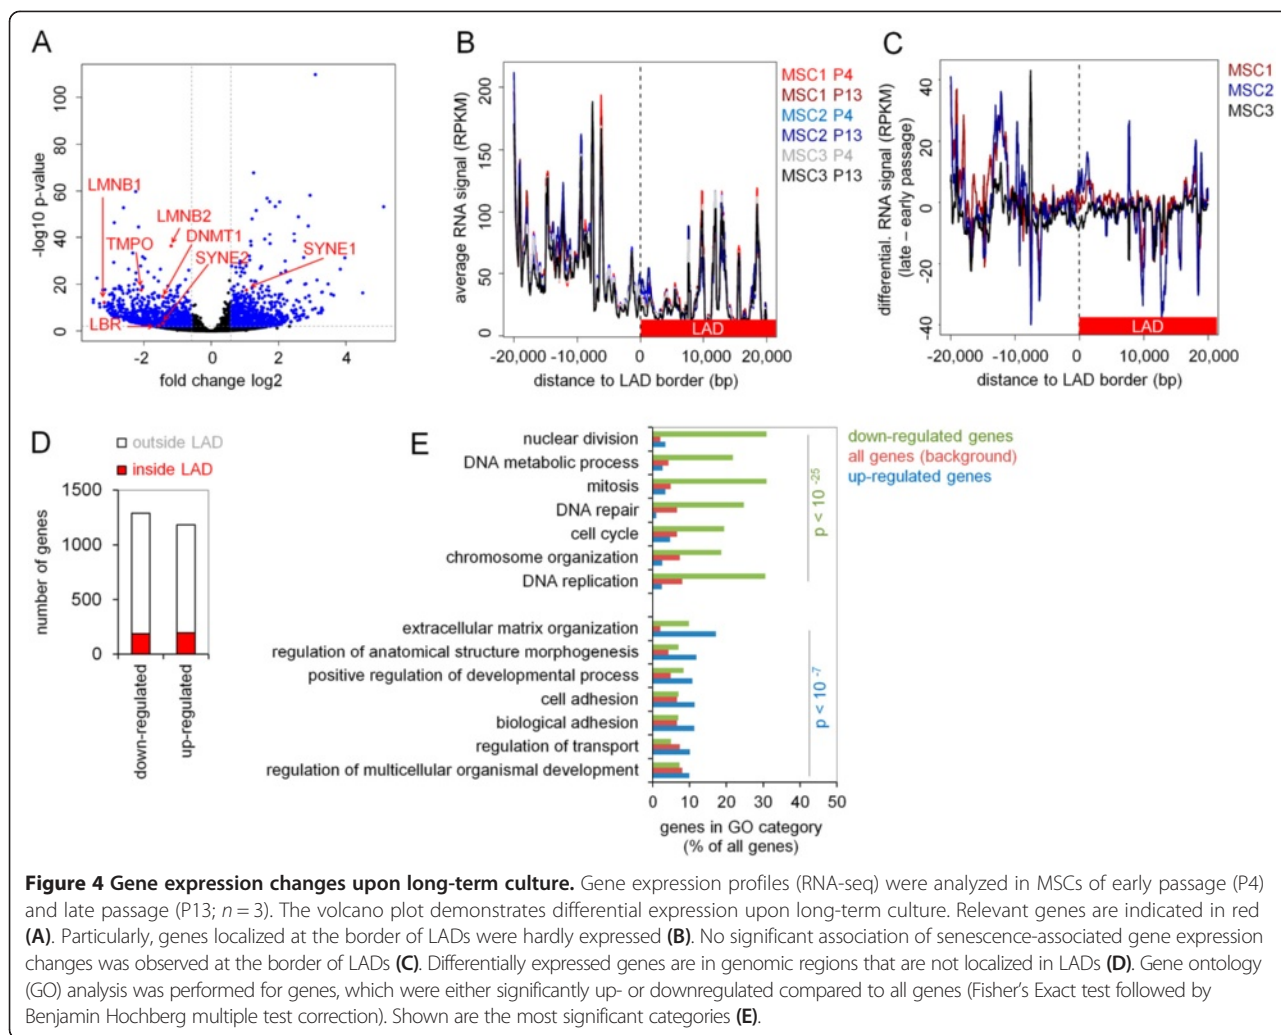 A
-log10 p-value
100
80
60
40
20
0
LMNB1
LMNB2
TMPO
DNMT1
SYNE2
SYNE1
LBR
-2
0
2
4
fold change log2
B
average RNA signal (RPKM)
200
150
100
50
0
MSC1 P4
MSC1 P13
MSC2 P4
MSC2 P13
MSC3 P4
MSC3 P13
LAD
-20,000
-10,000
0
10,000
20,000
distance to LAD border (bp)
C
differential. RNA signal (RPKM)
(late – early passage)
40
20
0
-20
-40
MSC1
MSC2
MSC3
LAD
-20,000
-10,000
0
10,000
20,000
distance to LAD border (bp)
D
outside LAD
inside LAD
number of genes
1500
1000
500
0
down-regulated
up-regulated
E
nuclear division
DNA metabolic process
mitosis
DNA repair
cell cycle
chromosome organization
DNA replication
extracellular matrix organization
regulation of anatomical structure morphogenesis
positive regulation of developmental process
cell adhesion
biological adhesion
regulation of transport
regulation of multicellular organismal development
p < 10 -25
p < 10 -7
down-regulated genes
all genes (background)
up-regulated genes
0 10 20 30 40 50
genes in GO category
(% of all genes)
Figure 4 Gene expression changes upon long-term culture. Gene expression profiles (RNA-seq) were analyzed in MSCs of early passage (P4)
and late passage (P13; n = 3). The volcano plot demonstrates differential expression upon long-term culture. Relevant genes are indicated in red
(A). Particularly, genes localized at the border of LADs were hardly expressed (B). No significant association of senescence-associated gene expression
changes was observed at the border of LADs (C). Differentially expressed genes are in genomic regions that are not localized in LADs (D). Gene ontology
(GO) analysis was performed for genes, which were either significantly up- or downregulated compared to all genes (Fisher's Exact test followed by
Benjamin Hochberg multiple test correction). Shown are the most significant categories (E).